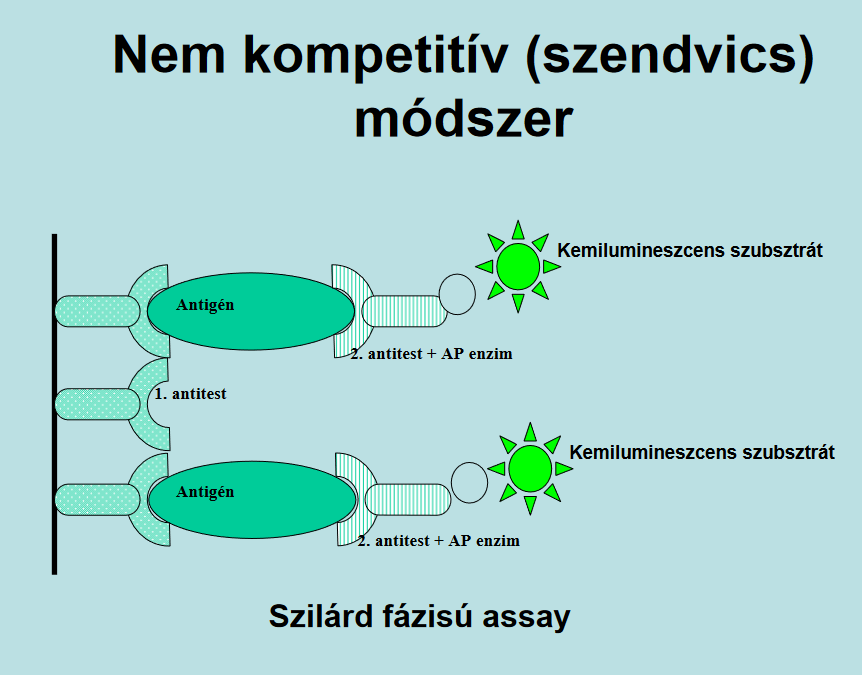 Nem kompetitív (szendvics)
módszer
Kemilumineszcens szubsztrát
Antigén
2. antitest + AP enzim
1. antitest
Kemilumineszcens szubsztrát
Antigén
2. antitest + AP enzim
Szilárd fázisú assay